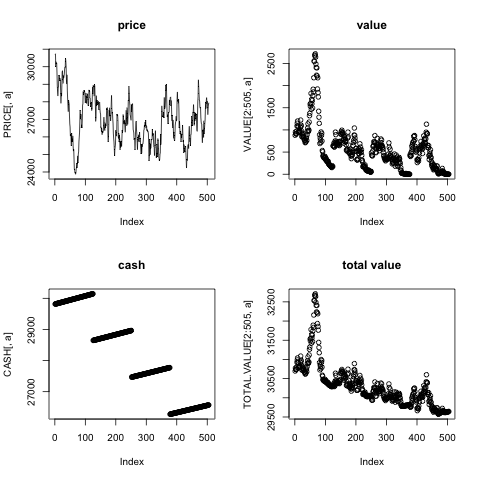 price
PRICE[, a]
24000 27000 30000
0 100 200 300 400 500
Index
value
VALUE[2:505, a]
0 500 1500 2500
0 100 200 300 400 500
Index
cash
CASH[, a]
27000 29000
0 100 200 300 400 500
Index
total value
TOTAL.VALUE[2:505, a]
29500 30500 31500 32500
0 100 200 300 400 500
Index